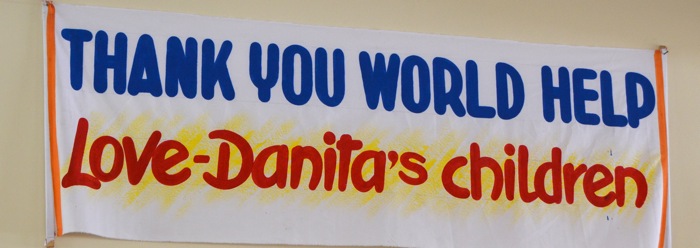 THANK YOU WORLD HELP
Love-Danita's children